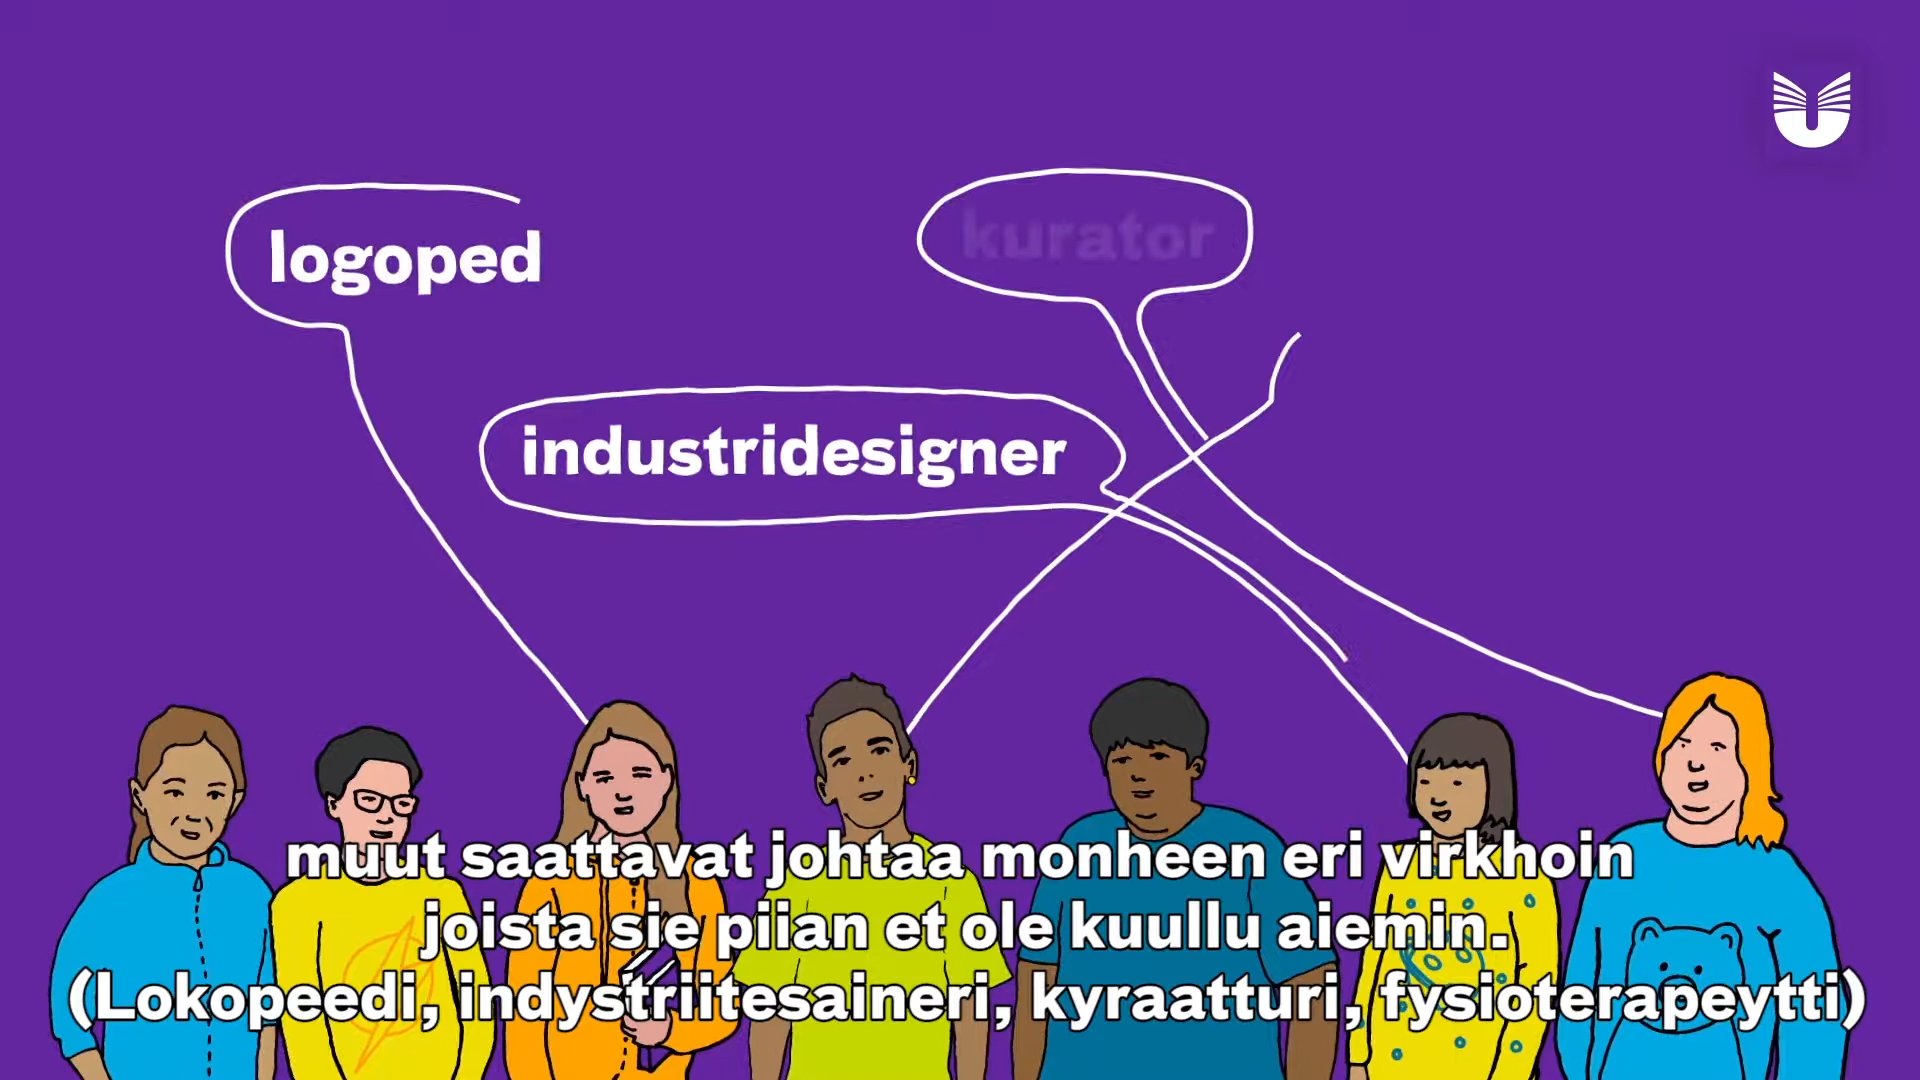 logoped
kurator
industridesigner
muut saattavat johtaa monheen eri virkhoin
joista sie piian et ole kuullu aiemin.
(Lokopeedi, indystriitesaineri, kyraatturi, fysioterapeytti)